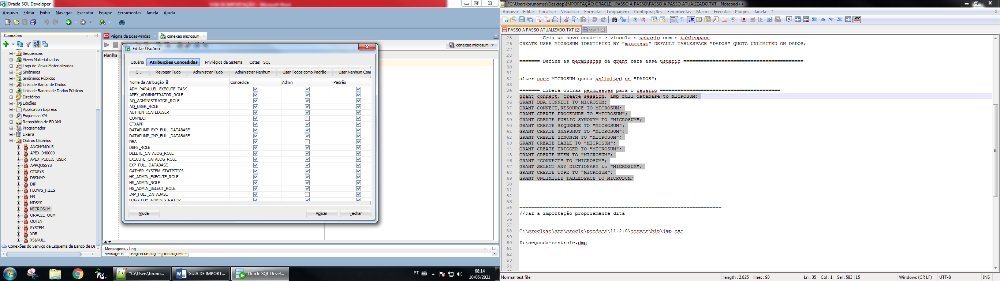 Oracle SQL Developer
Arquivo Editar Exibir Navegar Executar Equipe Ferramentas Janela Ajuda
Conexões
Sequências
Views Materializadas
Logs de Views Materializadas
Sinônimos
Sinônimos Públicos
Links de Banco de Dados
Links de Bancos de Dados Públicos
Diretórios
Edições
Application Express
Esquemas XML
Repositório de BD XML
Programador
Lixeira
Outros Usuários
ANONYMOUS
APEX_040000
APEX_PUBLIC_USER
APPQOSSYS
CTXSYS
DBSNMP
DIP
FLOWS_FILES
HR
MDSYS
MICROSUM
ORACLE_OCM
OUTLN
SYSTEM
XDB
XS$NULL
Conexões do Serviço de Esquema de Banco de Da
Página de Boas-Vindas
conexao microsum
conexao microsum
Planilha
Editar Usuário
Usuário Atribuições Concedidas Privilégios de Sistema Cotas SQL
C... Revogar Tudo Administrar Tudo Administrar Nenhum Usar Todos como Padrão Usar Nenhum Com
Nome da Atribuição Concedida Admin Padrão
ADM_PARALLEL_EXECUTE_TASK
APEX_ADMINISTRATOR_ROLE
AQ_ADMINISTRATOR_ROLE
AQ_USER_ROLE
AUTHENTICATEDUSER
CONNECT
CTXAPP
DATAPUMP_EXP_FULL_DATABASE
DATAPUMP_IMP_FULL_DATABASE
DBA
DBFS_ROLE
DELETE_CATALOG_ROLE
EXECUTE_CATALOG_ROLE
EXP_FULL_DATABASE
GATHER_SYSTEM_STATISTICS
HS_ADMIN_EXECUTE_ROLE
HS_ADMIN_ROLE
HS_ADMIN_SELECT_ROLE
IMP_FULL_DATABASE
LOGSTDBY_ADMINISTRATOR
Ajuda Aplicar Fechar
Mensagens - Log
Mensagens Página de Log Instruções
*C:\Users\bruno...
GUIA DE IMPORT...
Oracle SQL Devel...
PT
08:14
10/05/2021
*C:\Users\brunomss\Desktop\IMPORTAÇÃO ORACLE - PASSO A PASSO\PASSO A PASSO ATUALIZADO.TXT - Notepad++
Arquivo Editar Localizar Visualizar Formatar Linguagem Configurações Ferramentas Macro Executar Plugins Janela ? X
PASSO A PASSO ATUALIZADO.TXT
new 1
25 ======= Cria um novo usuário e vincula o usuario com o tablespace =========================================
26 CREATE USER MICROSUM IDENTIFIED BY "microsum" DEFAULT TABLESPACE "DADOS" QUOTA UNLIMITED ON DADOS;
27
28
29 ======= Define as permissoes de grant para esse usuario =========================================
30
31
32 alter user MICROSUM quota unlimited on "DADOS";
33
34 ======= Libera outras permissoes para o usuario =========================================
35 grant connect, create session, imp_full_database to MICROSUM;
36 GRANT DBA,CONNECT TO MICROSUM;
37 GRANT CONNECT,RESOURCE TO MICROSUM;
38 GRANT CREATE PROCEDURE TO "MICROSUM";
39 GRANT CREATE PUBLIC SYNONYM TO "MICROSUM";
40 GRANT CREATE SEQUENCE TO "MICROSUM";
41 GRANT CREATE SNAPSHOT TO "MICROSUM";
42 GRANT CREATE SYNONYM TO "MICROSUM";
43 GRANT CREATE TABLE TO "MICROSUM";
44 GRANT CREATE TRIGGER TO "MICROSUM";
45 GRANT CREATE VIEW TO "MICROSUM";
46 GRANT "CONNECT" TO "MICROSUM";
47 GRANT SELECT ANY DICTIONARY to "MICROSUM";
48 GRANT CREATE TYPE TO "MICROSUM";
49 GRANT UNLIMITED TABLESPACE TO MICROSUM;
50
51
52
53
54 =====================================================================
55 //Faz a importação propriamente dita
56
57
58 C:\oraclexe\app\oracle\product\11.2.0\server\bin\imp.exe
59
60 D:\segunda-controle.dmp
61
62
63
64
Normal text file length : 2.825 lines : 93 Ln : 35 Col : 1 Sel : 583 | 15 Windows (CR LF) UTF-8 INS